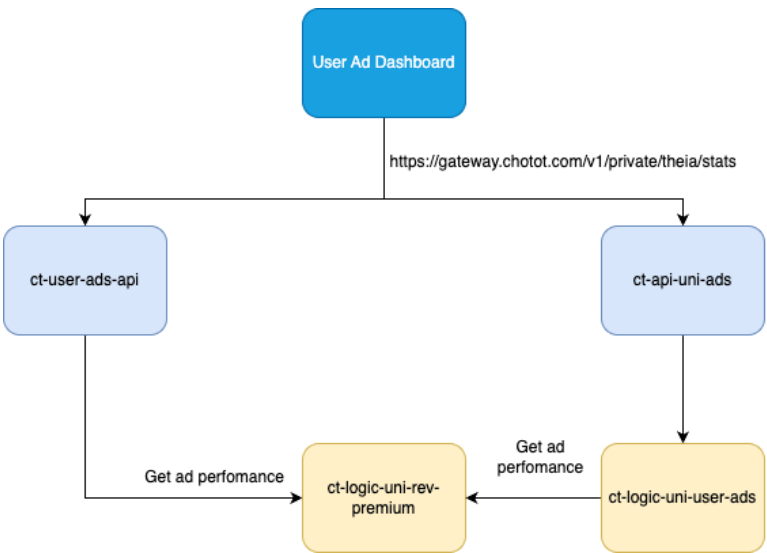 User Ad Dashboard
https://gateway.chotot.com/v1/private/theia/stats
ct-user-ads-api
ct-api-uni-ads
Get ad perfomance
ct-logic-uni-rev-
premium
Get ad
perfomance
ct-logic-uni-user-ads